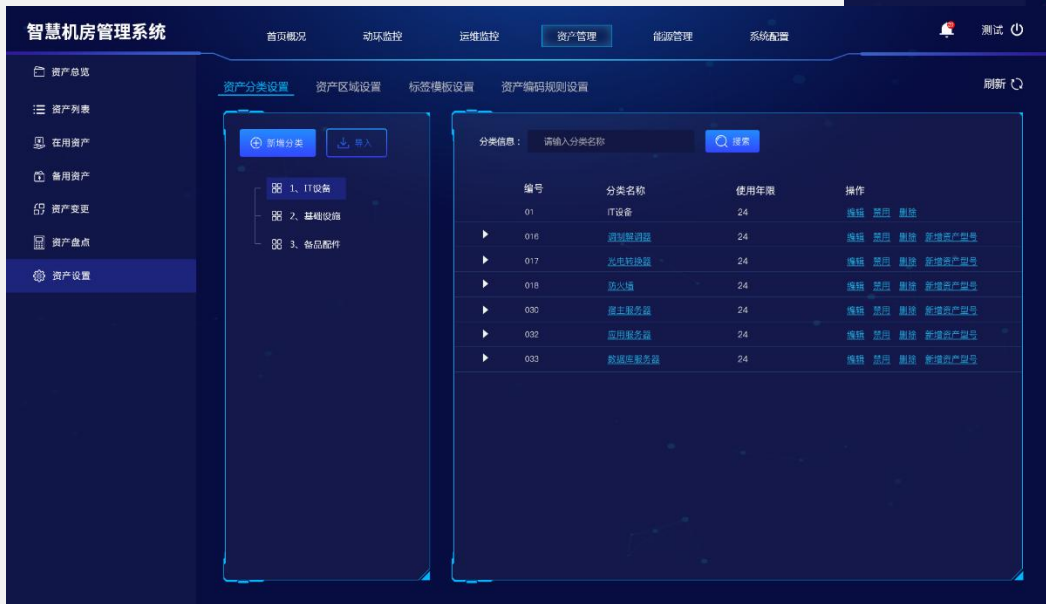 智慧机房管理系统
首页概况 动环监控 运维监控 资产管理 能源管理 系统配置
测试
资产总览
资产列表
在用资产
备用资产
资产变更
资产盘点
资产设置
资产分类设置 资产区域设置 标签模板设置 资产编码规则设置
刷新
新增分类 导入
1、IT设备
2、基础设施
3、备品配件
分类信息： 请输入分类名称 搜索
编号 分类名称 使用年限 操作
01 IT设备 24 编辑 禁用 删除
016 调制解调器 24 编辑 禁用 删除 新增资产型号
017 光电转换器 24 编辑 禁用 删除 新增资产型号
018 防火墙 24 编辑 禁用 删除 新增资产型号
030 宿主服务器 24 编辑 禁用 删除 新增资产型号
032 应用服务器 24 编辑 禁用 删除 新增资产型号
033 数据库服务器 24 编辑 禁用 删除 新增资产型号